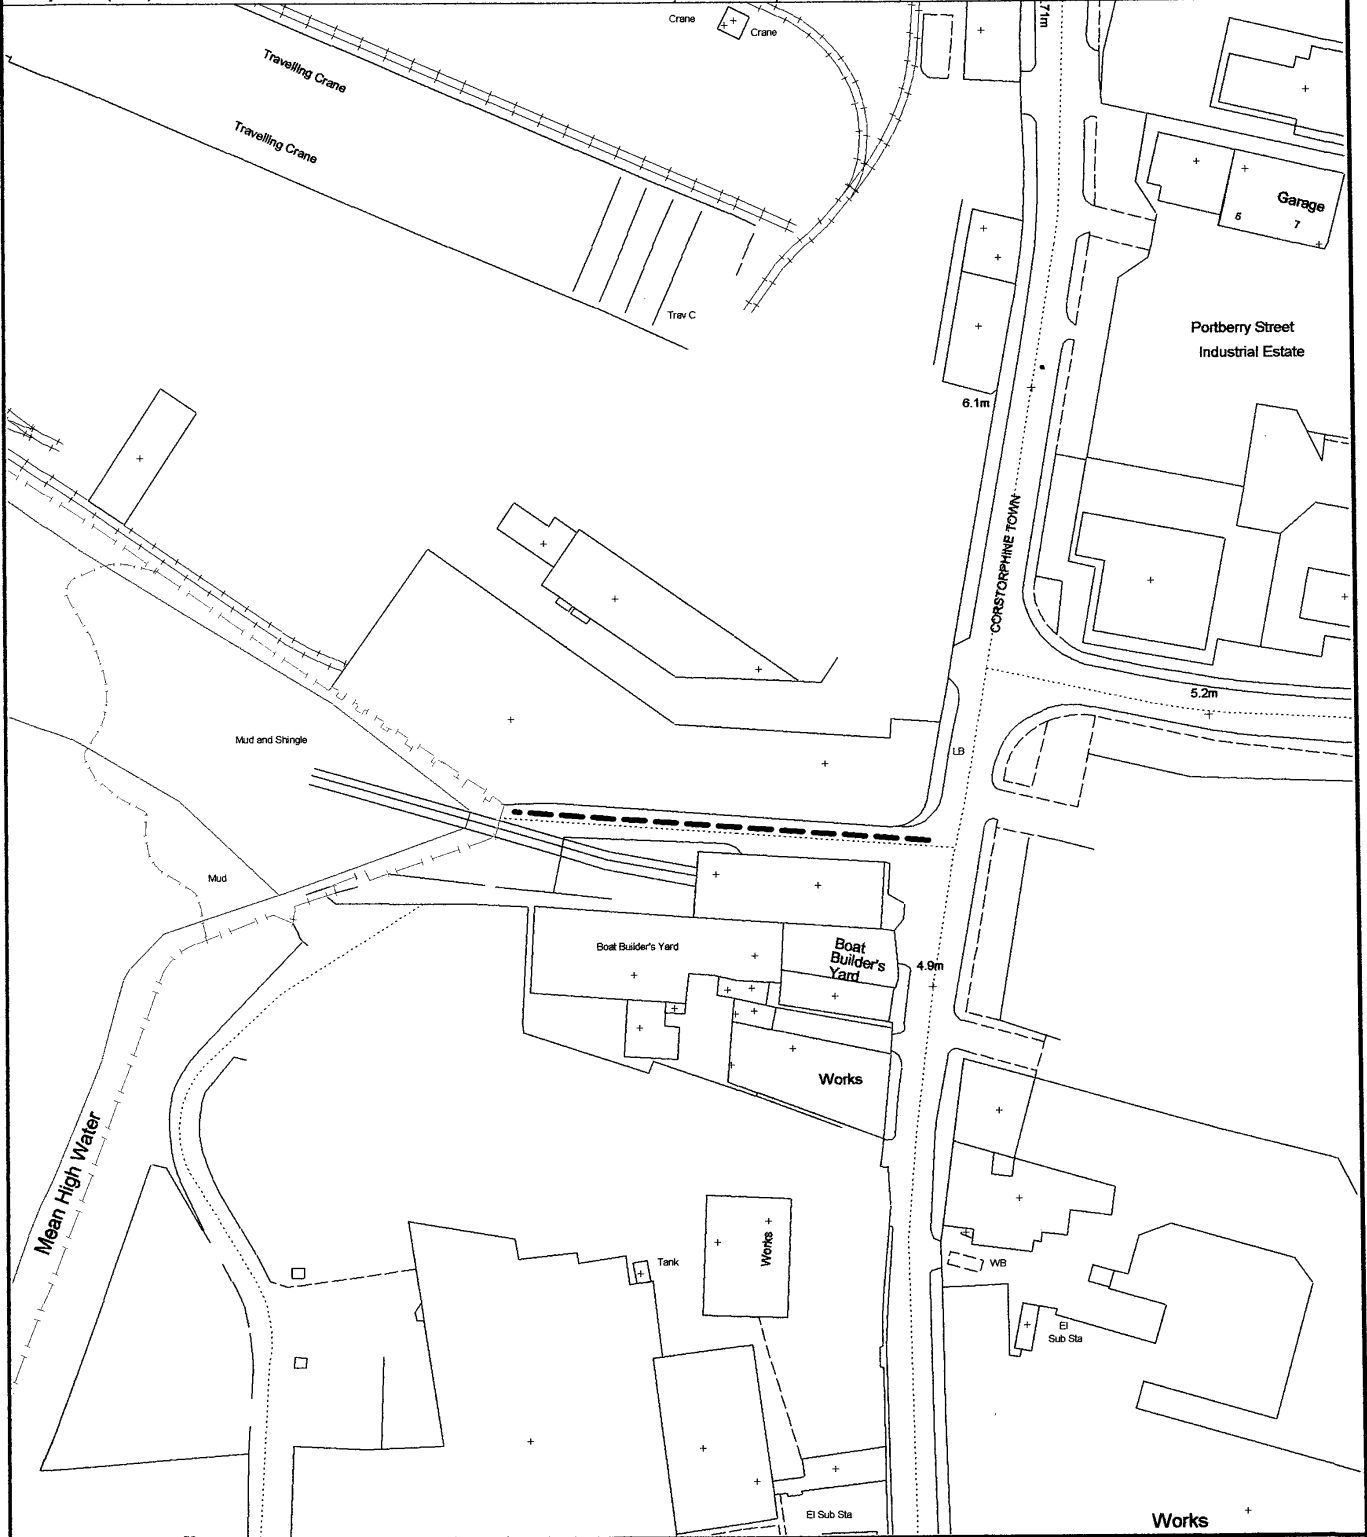 Crane
Crane
.71m
Travelling Crane
Travelling Crane
Garage
7
Trav C
Portberry Street
Industrial Estate
6.1m
CORSTORPHINE TOWN
5.2m
LB
Mud and Shingle
Mud
Boat Builder's Yard
Boat
Builder's
Yard
4.9m
Works
Mean High Water
Tank
Works
WB
El
Sub Sta
El Sub Sta
Works